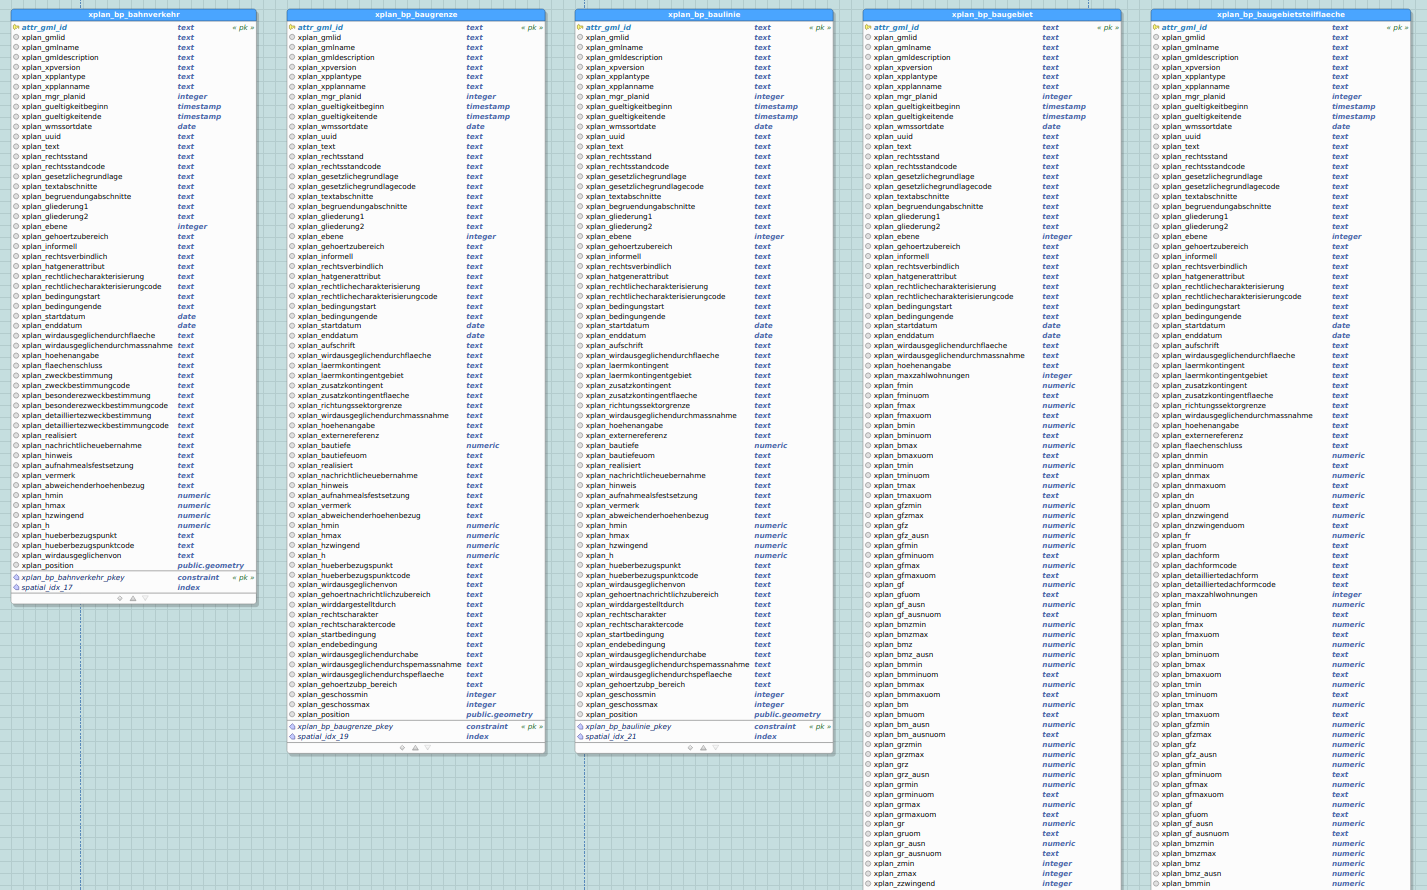 xplan_bp_bahnverkehr
attr_gml_id text « pk »
xplan_gmlid text
xplan_gmlname text
xplan_gmldescription text
xplan_xpversion text
xplan_xpplantype text
xplan_xpplanname text
xplan_mgr_planid integer
xplan_gueltigkeitbeginn timestamp
xplan_gueltigkeitende timestamp
xplan_wmssortdate date
xplan_uuid text
xplan_text text
xplan_rechtsstand text
xplan_rechtsstandcode text
xplan_gesetzlichegrundlage text
xplan_textabschnitte text
xplan_begruendungabschnitte text
xplan_gliederung1 text
xplan_gliederung2 text
xplan_ebene integer
xplan_gehoertzubereich text
xplan_informell text
xplan_rechtsverbindlich text
xplan_hatgenerattribut text
xplan_rechtlichecharakterisierung text
xplan_rechtlichecharakterisierungcode text
xplan_bedingungstart text
xplan_bedingungende text
xplan_startdatum date
xplan_enddatum date
xplan_wirdausgeglichendurchflaeche text
xplan_wirdausgeglichendurchmassnahme text
xplan_hoehenangabe text
xplan_flaechenschluss text
xplan_zweckbestimmung text
xplan_zweckbestimmungcode text
xplan_besonderezweckbestimmung text
xplan_besonderezweckbestimmungcode text
xplan_detailliertezweckbestimmung text
xplan_detailliertezweckbestimmungcode text
xplan_realisiert text
xplan_nachrichtlicheuebernahme text
xplan_hinweis text
xplan_aufnahmealsfestsetzung text
xplan_vermerk text
xplan_abweichenderhoehenbezug text
xplan_hmin numeric
xplan_hmax numeric
xplan_hzwingend numeric
xplan_h numeric
xplan_hueberbezugspunkt text
xplan_hueberbezugspunktcode text
xplan_wirdausgeglichenvon text
xplan_position public.geometry
xplan_bp_bahnverkehr_pkey constraint « pk »
spatial_idx_17 index
xplan_bp_baugrenze
attr_gml_id text « pk »
xplan_gmlid text
xplan_gmlname text
xplan_gmldescription text
xplan_xpversion text
xplan_xpplantype text
xplan_xpplanname text
xplan_mgr_planid integer
xplan_gueltigkeitbeginn timestamp
xplan_gueltigkeitende timestamp
xplan_wmssortdate date
xplan_uuid text
xplan_text text
xplan_rechtsstand text
xplan_rechtsstandcode text
xplan_gesetzlichegrundlage text
xplan_gesetzlichegrundlagecode text
xplan_textabschnitte text
xplan_begruendungabschnitte text
xplan_gliederung1 text
xplan_gliederung2 text
xplan_ebene integer
xplan_gehoertzubereich text
xplan_informell text
xplan_rechtsverbindlich text
xplan_hatgenerattribut text
xplan_rechtlichecharakterisierung text
xplan_rechtlichecharakterisierungcode text
xplan_bedingungstart text
xplan_bedingungende text
xplan_startdatum date
xplan_enddatum date
xplan_aufschrift text
xplan_wirdausgeglichendurchflaeche text
xplan_laermkontingent text
xplan_laermkontingentgebiet text
xplan_zusatzkontingent text
xplan_zusatzkontingentflaeche text
xplan_richtungssektorgrenze text
xplan_wirdausgeglichendurchmassnahme text
xplan_hoehenangabe text
xplan_externereferenz text
xplan_bautiefe numeric
xplan_bautiefeuom text
xplan_realisiert text
xplan_nachrichtlicheuebernahme text
xplan_hinweis text
xplan_aufnahmealsfestsetzung text
xplan_vermerk text
xplan_abweichenderhoehenbezug text
xplan_hmin numeric
xplan_hmax numeric
xplan_hzwingend numeric
xplan_h numeric
xplan_hueberbezugspunkt text
xplan_hueberbezugspunktcode text
xplan_wirdausgeglichenvon text
xplan_gehoertnachrichtlichzubereich text
xplan_wirddargestelltdurch text
xplan_rechtscharakter text
xplan_rechtscharaktercode text
xplan_startbedingung text
xplan_endebedingung text
xplan_wirdausgeglichendurchabe text
xplan_wirdausgeglichendurchspemassnahme text
xplan_wirdausgeglichendurchspeflaeche text
xplan_gehoertzubp_bereich text
xplan_geschossmin integer
xplan_geschossmax integer
xplan_position public.geometry
xplan_bp_baugrenze_pkey constraint « pk »
spatial_idx_19 index
xplan_bp_baulinie
attr_gml_id text « pk »
xplan_gmlid text
xplan_gmlname text
xplan_gmldescription text
xplan_xpversion text
xplan_xpplantype text
xplan_xpplanname text
xplan_mgr_planid integer
xplan_gueltigkeitbeginn timestamp
xplan_gueltigkeitende timestamp
xplan_wmssortdate date
xplan_uuid text
xplan_text text
xplan_rechtsstand text
xplan_rechtsstandcode text
xplan_gesetzlichegrundlage text
xplan_gesetzlichegrundlagecode text
xplan_textabschnitte text
xplan_begruendungabschnitte text
xplan_gliederung1 text
xplan_gliederung2 text
xplan_ebene integer
xplan_gehoertzubereich text
xplan_informell text
xplan_rechtsverbindlich text
xplan_hatgenerattribut text
xplan_rechtlichecharakterisierung text
xplan_rechtlichecharakterisierungcode text
xplan_bedingungstart text
xplan_bedingungende text
xplan_startdatum date
xplan_enddatum date
xplan_aufschrift text
xplan_wirdausgeglichendurchflaeche text
xplan_laermkontingent text
xplan_laermkontingentgebiet text
xplan_zusatzkontingent text
xplan_zusatzkontingentflaeche text
xplan_richtungssektorgrenze text
xplan_wirdausgeglichendurchmassnahme text
xplan_hoehenangabe text
xplan_externereferenz text
xplan_bautiefe numeric
xplan_bautiefeuom text
xplan_realisiert text
xplan_nachrichtlicheuebernahme text
xplan_hinweis text
xplan_aufnahmealsfestsetzung text
xplan_vermerk text
xplan_abweichenderhoehenbezug text
xplan_hmin numeric
xplan_hmax numeric
xplan_hzwingend numeric
xplan_h numeric
xplan_hueberbezugspunkt text
xplan_hueberbezugspunktcode text
xplan_wirdausgeglichenvon text
xplan_gehoertnachrichtlichzubereich text
xplan_wirddargestelltdurch text
xplan_rechtscharakter text
xplan_rechtscharaktercode text
xplan_startbedingung text
xplan_endebedingung text
xplan_wirdausgeglichendurchabe text
xplan_wirdausgeglichendurchspemassnahme text
xplan_wirdausgeglichendurchspeflaeche text
xplan_gehoertzubp_bereich text
xplan_geschossmin integer
xplan_geschossmax integer
xplan_position public.geometry
xplan_bp_baulinie_pkey constraint « pk »
spatial_idx_21 index
xplan_bp_baugebiet
attr_gml_id text « pk »
xplan_gmlid text
xplan_gmlname text
xplan_gmldescription text
xplan_xpversion text
xplan_xpplantype text
xplan_xpplanname text
xplan_mgr_planid integer
xplan_gueltigkeitbeginn timestamp
xplan_gueltigkeitende timestamp
xplan_wmssortdate date
xplan_uuid text
xplan_text text
xplan_rechtsstand text
xplan_rechtsstandcode text
xplan_gesetzlichegrundlage text
xplan_gesetzlichegrundlagecode text
xplan_textabschnitte text
xplan_begruendungabschnitte text
xplan_gliederung1 text
xplan_gliederung2 text
xplan_ebene integer
xplan_gehoertzubereich text
xplan_informell text
xplan_rechtsverbindlich text
xplan_hatgenerattribut text
xplan_rechtlichecharakterisierung text
xplan_rechtlichecharakterisierungcode text
xplan_bedingungstart text
xplan_bedingungende text
xplan_startdatum date
xplan_enddatum date
xplan_wirdausgeglichendurchflaeche text
xplan_wirdausgeglichendurchmassnahme text
xplan_hoehenangabe text
xplan_maxzahlwohnungen integer
xplan_fmin numeric
xplan_fminuom text
xplan_fmax numeric
xplan_fmaxuom text
xplan_bmin numeric
xplan_bminuom text
xplan_bmax numeric
xplan_bmaxuom text
xplan_tmin numeric
xplan_tminuom text
xplan_tmax numeric
xplan_tmaxuom text
xplan_gfzmin numeric
xplan_gfzmax numeric
xplan_gfz numeric
xplan_gfz_ausn numeric
xplan_gfmin numeric
xplan_gfminuom text
xplan_gfmax numeric
xplan_gfmaxuom text
xplan_gf numeric
xplan_gfuom text
xplan_gf_ausn numeric
xplan_gf_ausnuom text
xplan_bmzmin numeric
xplan_bmzmax numeric
xplan_bmz numeric
xplan_bmz_ausn numeric
xplan_bmmin numeric
xplan_bmminuom text
xplan_bmmax numeric
xplan_bmmaxuom text
xplan_bm numeric
xplan_bmuom text
xplan_bm_ausn numeric
xplan_bm_ausnuom text
xplan_grzmin numeric
xplan_grzmax numeric
xplan_grz numeric
xplan_grz_ausn numeric
xplan_grmin numeric
xplan_grminuom text
xplan_grmax numeric
xplan_grmaxuom text
xplan_gr numeric
xplan_gruom text
xplan_gr_ausn numeric
xplan_gr_ausnuom text
xplan_zmin integer
xplan_zmax integer
xplan_zzwingend integer
xplan_bp_baugebietsteilflaeche
attr_gml_id text « pk »
xplan_gmlid text
xplan_gmlname text
xplan_gmldescription text
xplan_xpversion text
xplan_xpplantype text
xplan_xpplanname text
xplan_mgr_planid integer
xplan_gueltigkeitbeginn timestamp
xplan_gueltigkeitende timestamp
xplan_wmssortdate date
xplan_uuid text
xplan_text text
xplan_rechtsstand text
xplan_rechtsstandcode text
xplan_gesetzlichegrundlage text
xplan_gesetzlichegrundlagecode text
xplan_textabschnitte text
xplan_begruendungabschnitte text
xplan_gliederung1 text
xplan_gliederung2 text
xplan_ebene integer
xplan_gehoertzubereich text
xplan_informell text
xplan_rechtsverbindlich text
xplan_hatgenerattribut text
xplan_rechtlichecharakterisierung text
xplan_rechtlichecharakterisierungcode text
xplan_bedingungstart text
xplan_bedingungende text
xplan_startdatum date
xplan_enddatum date
xplan_aufschrift text
xplan_wirdausgeglichendurchflaeche text
xplan_laermkontingent text
xplan_laermkontingentgebiet text
xplan_zusatzkontingent text
xplan_zusatzkontingentflaeche text
xplan_richtungssektorgrenze text
xplan_wirdausgeglichendurchmassnahme text
xplan_hoehenangabe text
xplan_externereferenz text
xplan_flaechenschluss text
xplan_dnmin numeric
xplan_dnminuom text
xplan_dnmax numeric
xplan_dnmaxuom text
xplan_dn numeric
xplan_dnuom text
xplan_dnzwingend numeric
xplan_dnzwingenduom text
xplan_fr numeric
xplan_fruom text
xplan_dachform text
xplan_dachformcode text
xplan_detailliertedachform text
xplan_detailliertedachformcode text
xplan_maxzahlwohnungen integer
xplan_fmin numeric
xplan_fminuom text
xplan_fmax numeric
xplan_fmaxuom text
xplan_bmin numeric
xplan_bminuom text
xplan_bmax numeric
xplan_bmaxuom text
xplan_tmin numeric
xplan_tminuom text
xplan_tmax numeric
xplan_tmaxuom text
xplan_gfzmin numeric
xplan_gfzmax numeric
xplan_gfz numeric
xplan_gfz_ausn numeric
xplan_gfmin numeric
xplan_gfminuom text
xplan_gfmax numeric
xplan_gfmaxuom text
xplan_gf numeric
xplan_gfuom text
xplan_gf_ausn numeric
xplan_gf_ausnuom text
xplan_bmzmin numeric
xplan_bmzmax numeric
xplan_bmz numeric
xplan_bmz_ausn numeric
xplan_bmmin numeric